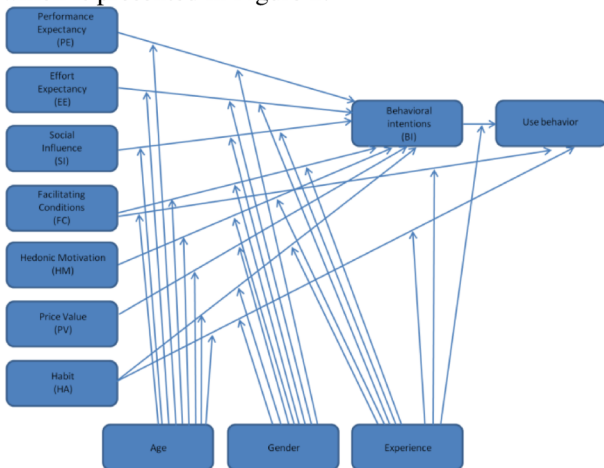 Performance
Expectancy
(PE)
Effort
Expectancy
(EE)
Social
Influence
(SI)
Facilitating
Conditions
(FC)
Hedonic Motivation
(HM)
Price Value
(PV)
Habit
(HA)
Behavioral
intentions
(BI)
Use behavior
Age
Gender
Experience